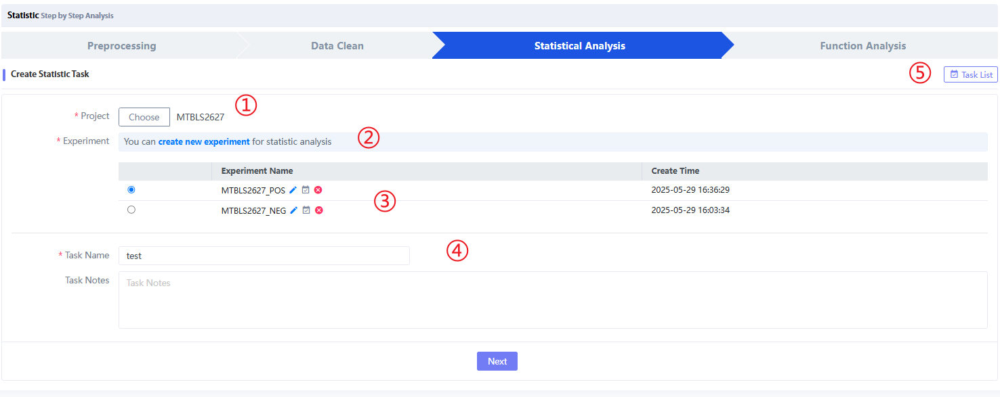 Statistic Step by Step Analysis
Preprocessing Data Clean Statistical Analysis Function Analysis
Create Statistic Task ⑤ Task List
* Project Choose MTBLS2627 ①
* Experiment You can create new experiment for statistic analysis ②
Experiment Name Create Time
MTBLS2627_POS 2025-05-29 16:36:29
MTBLS2627_NEG ③ 2025-05-29 16:03:34
* Task Name test ④
Task Notes Task Notes
Next